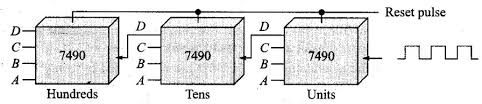 Reset pulse
D D D
C 7490 C 7490 C 7490
B B B
A A A
Hundreds Tens Units